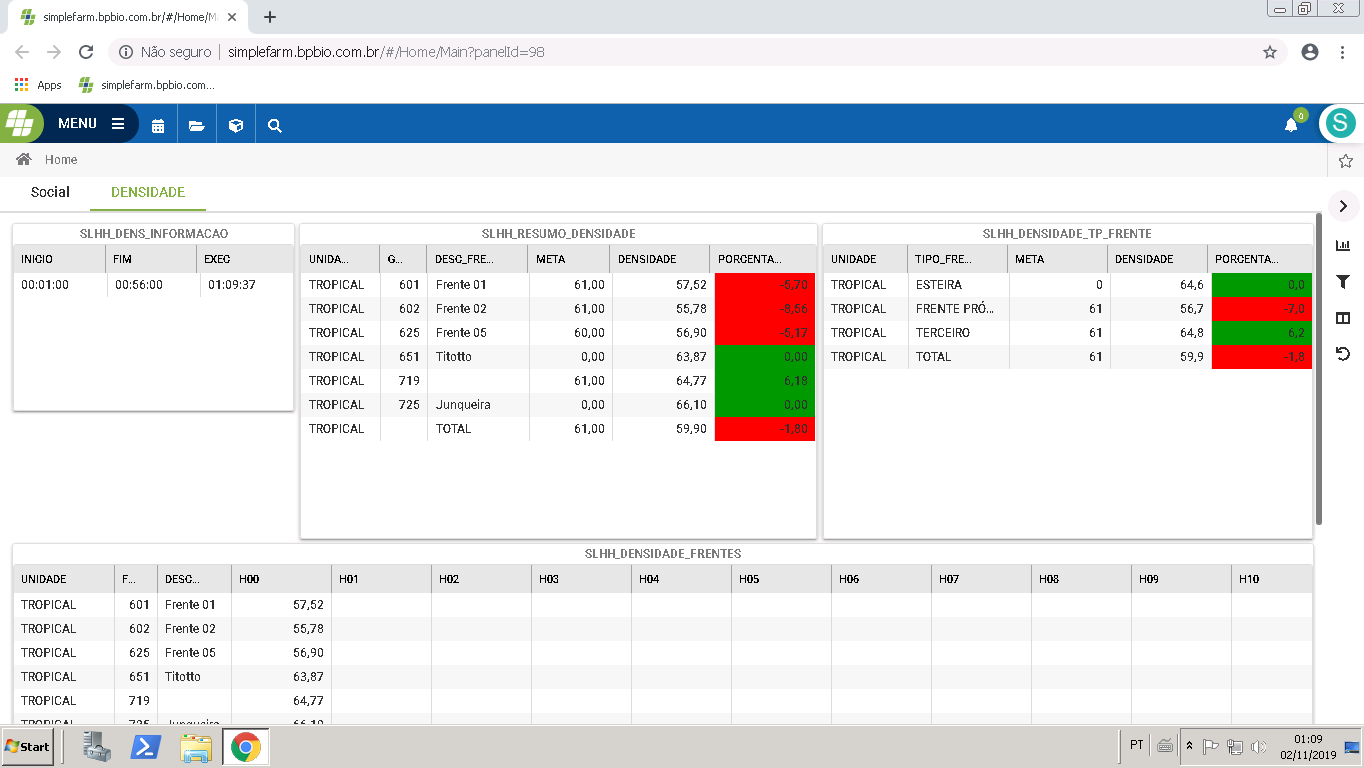 simplefarm.bpbio.com.br/#/Home/M
Não seguro simplefarm.bpbio.com.br/#/Home/Main?panelId=98
Apps simplefarm.bpbio.com...
MENU 0 S
Home
Social DENSIDADE
SLHH_DENS_INFORMACAO
INICIO FIM EXEC
00:01:00 00:56:00 01:09:37
SLHH_RESUMO_DENSIDADE
UNIDA... G... DESC_FRE... META DENSIDADE PORCENTA...
TROPICAL 601 Frente 01 61,00 57,52 -5,70
TROPICAL 602 Frente 02 61,00 55,78 -8,56
TROPICAL 625 Frente 05 60,00 56,90 -5,17
TROPICAL 651 Titotto 0,00 63,87 0,00
TROPICAL 719 61,00 64,77 6,18
TROPICAL 725 Junqueira 0,00 66,10 0,00
TROPICAL TOTAL 61,00 59,90 -1,80
SLHH_DENSIDADE_TP_FRENTE
UNIDADE TIPO_FRE... META DENSIDADE PORCENTA...
TROPICAL ESTEIRA 0 64,6 0,0
TROPICAL FRENTE PRÓ... 61 56,7 -7,0
TROPICAL TERCEIRO 61 64,8 6,2
TROPICAL TOTAL 61 59,9 -1,8
SLHH_DENSIDADE_FRENTES
UNIDADE F... DESC... H00 H01 H02 H03 H04 H05 H06 H07 H08 H09 H10
TROPICAL 601 Frente 01 57,52
TROPICAL 602 Frente 02 55,78
TROPICAL 625 Frente 05 56,90
TROPICAL 651 Titotto 63,87
TROPICAL 719 64,77
TROPICAL 725 Junqueira 66,10
Start PT 01:09
02/11/2019